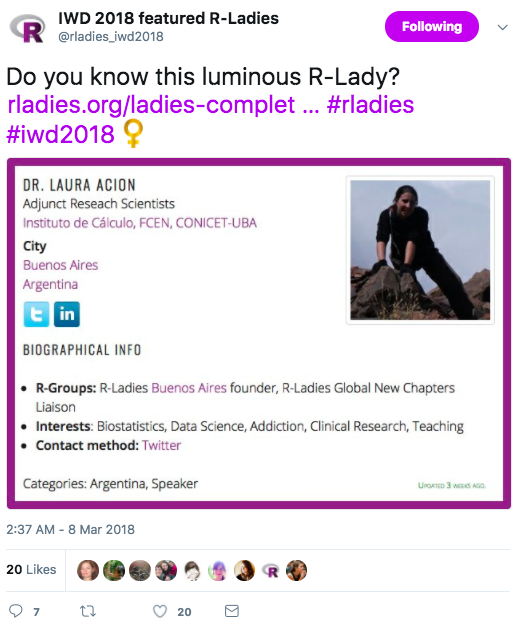 IWD 2018 featured R-Ladies
@rladies_iwd2018
Following
Do you know this luminous R-Lady?
rladies.org/ladies-complet ... #rladies
#iwd2018
DR. LAURA ACION
Adjunct Reseach Scientists
Instituto de Cálculo, FCEN, CONICET-UBA
City
Buenos Aires
Argentina
BIOGRAPHICAL INFO
• R-Groups: R-Ladies Buenos Aires founder, R-Ladies Global New Chapters
Liaison
• Interests: Biostatistics, Data Science, Addiction, Clinical Research, Teaching
• Contact method: Twitter
Categories: Argentina, Speaker
UPDATED 3 WEEKS AGO.
2:37 AM - 8 Mar 2018
20 Likes
7
20